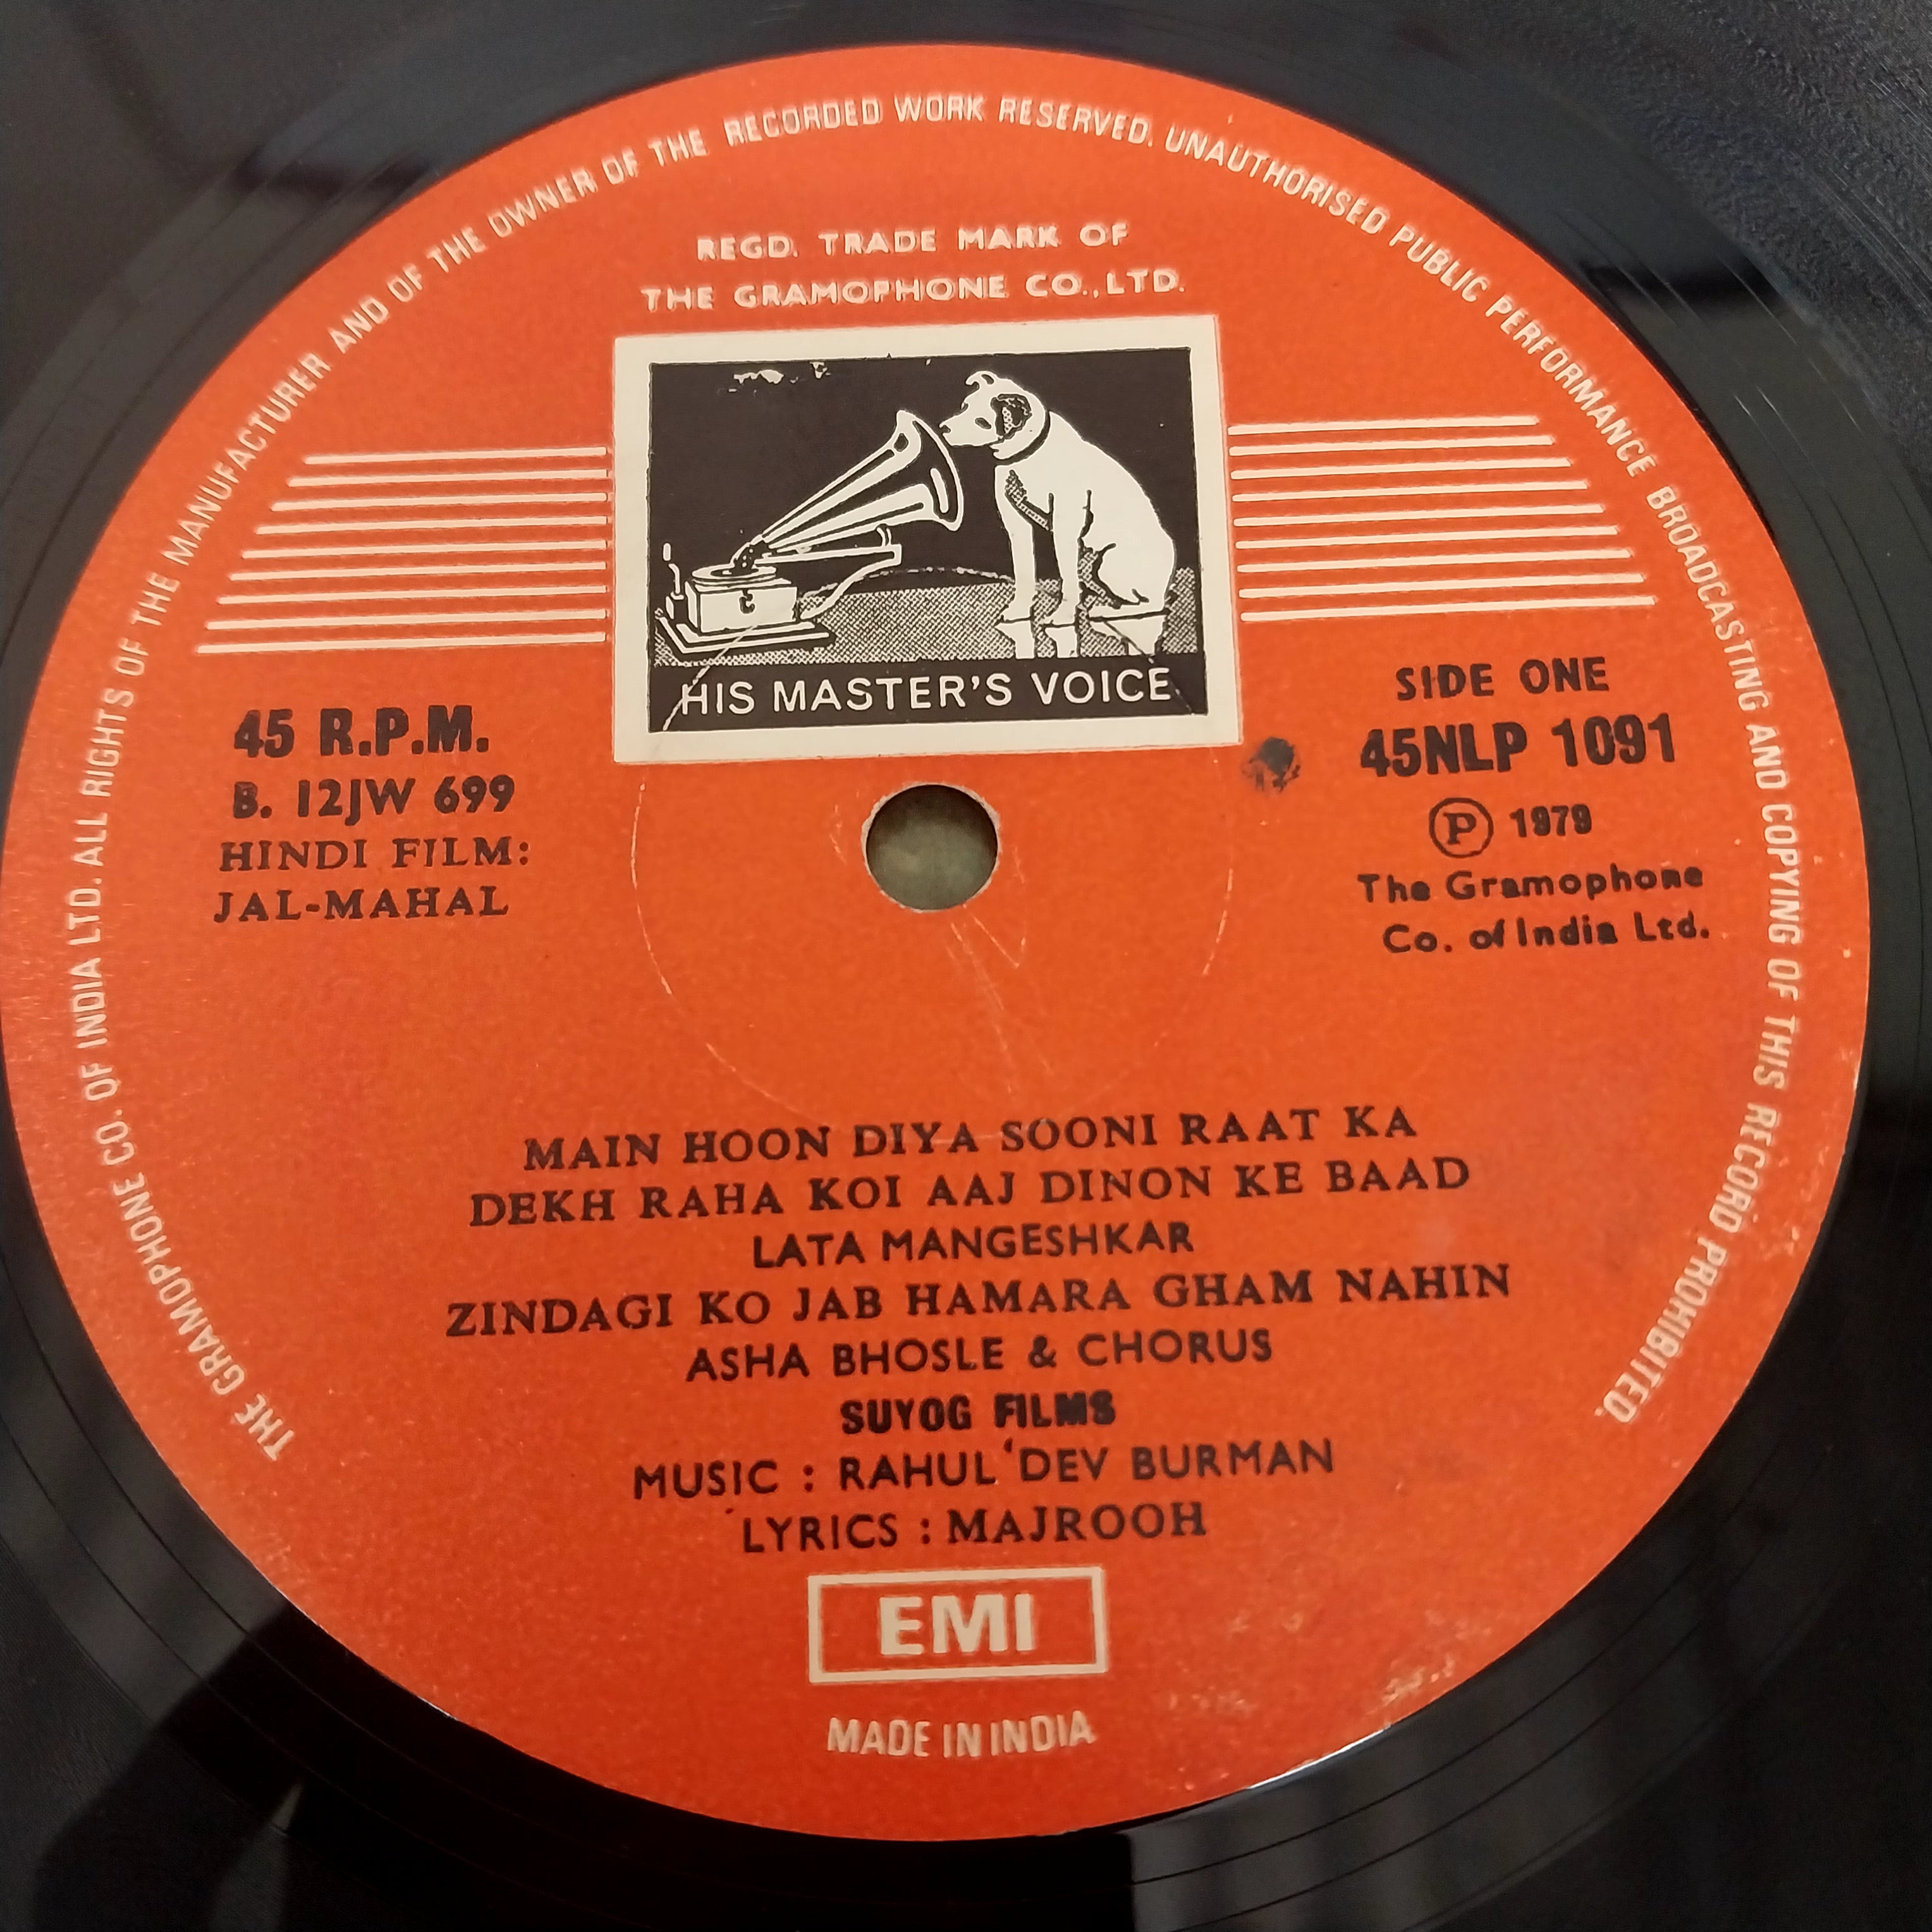 THE GRAMOPHONE CO. OF INDIA LTD. ALL RIGHTS OF THE MANUFACTURER AND OF THE OWNER OF THE RECORDED WORK RESERVED. UNAUTHORISED PUBLIC PERFORMANCE BROADCASTING AND COPYING OF THIS RECORD PROHIBITED.
REGD. TRADE MARK OF
THE GRAMOPHONE CO., LTD.
HIS MASTER'S VOICE
45 R.P.M.
B. 12JW 699
HINDI FILM:
JAL-MAHAL
SIDE ONE
45NLP 1091
Ⓟ 1979
The Gramophone
Co. of India Ltd.
MAIN HOON DIYA SOONI RAAT KA
DEKH RAHA KOI AAJ DINON KE BAAD
LATA MANGESHKAR
ZINDAGI KO JAB HAMARA GHAM NAHIN
ASHA BHOSLE & CHORUS
SUYOG FILMS
MUSIC : RAHUL DEV BURMAN
LYRICS : MAJROOH
EMI
MADE IN INDIA